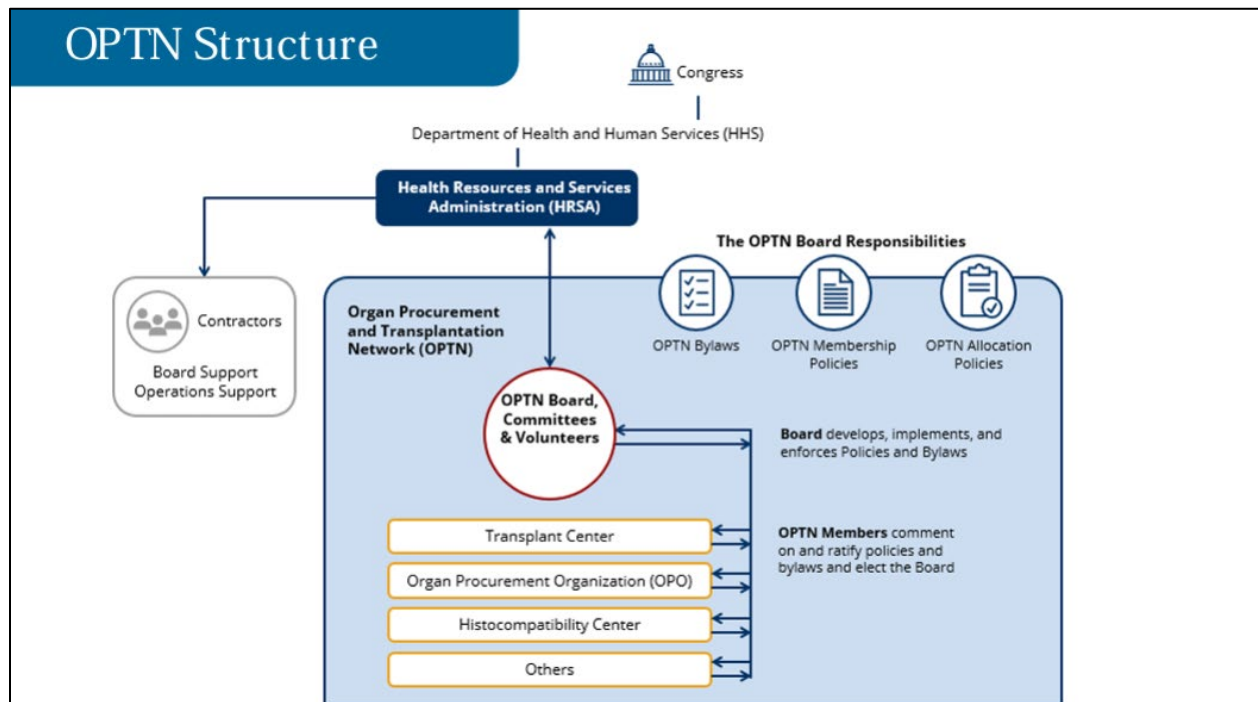 OPTN Structure
Congress
Department of Health and Human Services (HHS)
Health Resources and Services
Administration (HRSA)
The OPTN Board Responsibilities
Contractors
Board Support
Operations Support
Organ Procurement
and Transplantation
Network (OPTN)
OPTN Bylaws
OPTN Membership
Policies
OPTN Allocation
Policies
OPTN Board,
Committees
& Volunteers
Board develops, implements, and
enforces Policies and Bylaws
Transplant Center
Organ Procurement Organization (OPO)
Histocompatibility Center
Others
OPTN Members comment
on and ratify policies and
bylaws and elect the Board